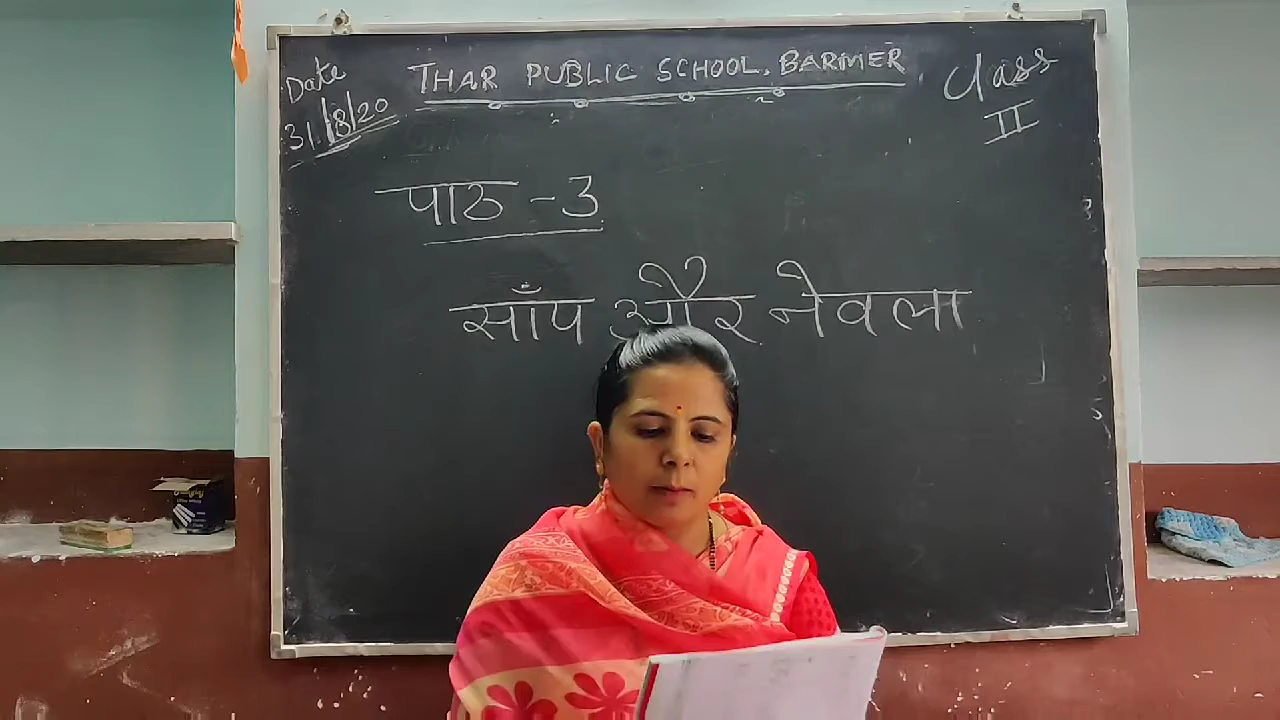 Date
31/8/20
THAR PUBLIC SCHOOL, BARMER
Class
II
पाठ - 3
साँप और नेवला